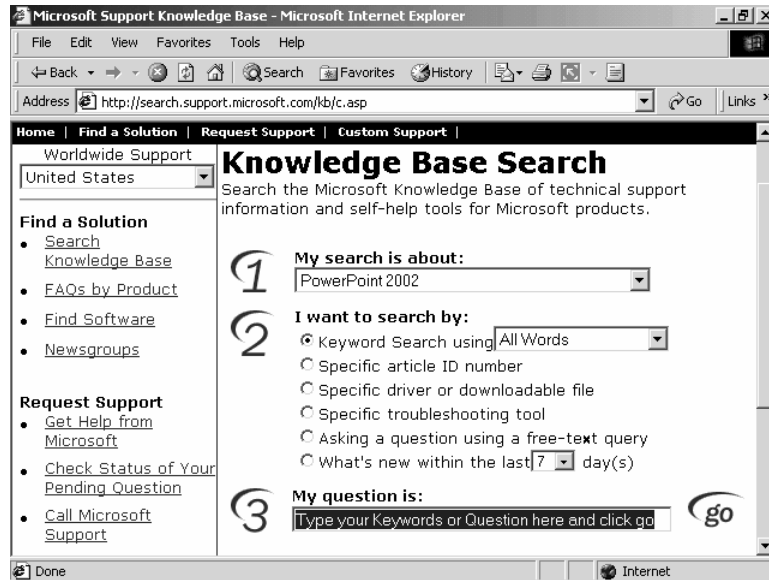 Microsoft Support Knowledge Base - Microsoft Internet Explorer
File Edit View Favorites Tools Help
Back Search Favorites History
Address http://search.support.microsoft.com/kb/c.asp Go Links »
Home | Find a Solution | Request Support | Custom Support |
Worldwide Support
United States
Find a Solution
• Search
Knowledge Base
• FAQs by Product
• Find Software
• Newsgroups
Request Support
• Get Help from
Microsoft
• Check Status of Your
Pending Question
• Call Microsoft
Support
Knowledge Base Search
Search the Microsoft Knowledge Base of technical support
information and self-help tools for Microsoft products.
1 My search is about:
PowerPoint 2002
2 I want to search by:
Keyword Search using All Words
Specific article ID number
Specific driver or downloadable file
Specific troubleshooting tool
Asking a question using a free-text query
What's new within the last 7 day(s)
3 My question is:
Type your Keywords or Question here and click go
go
Done Internet